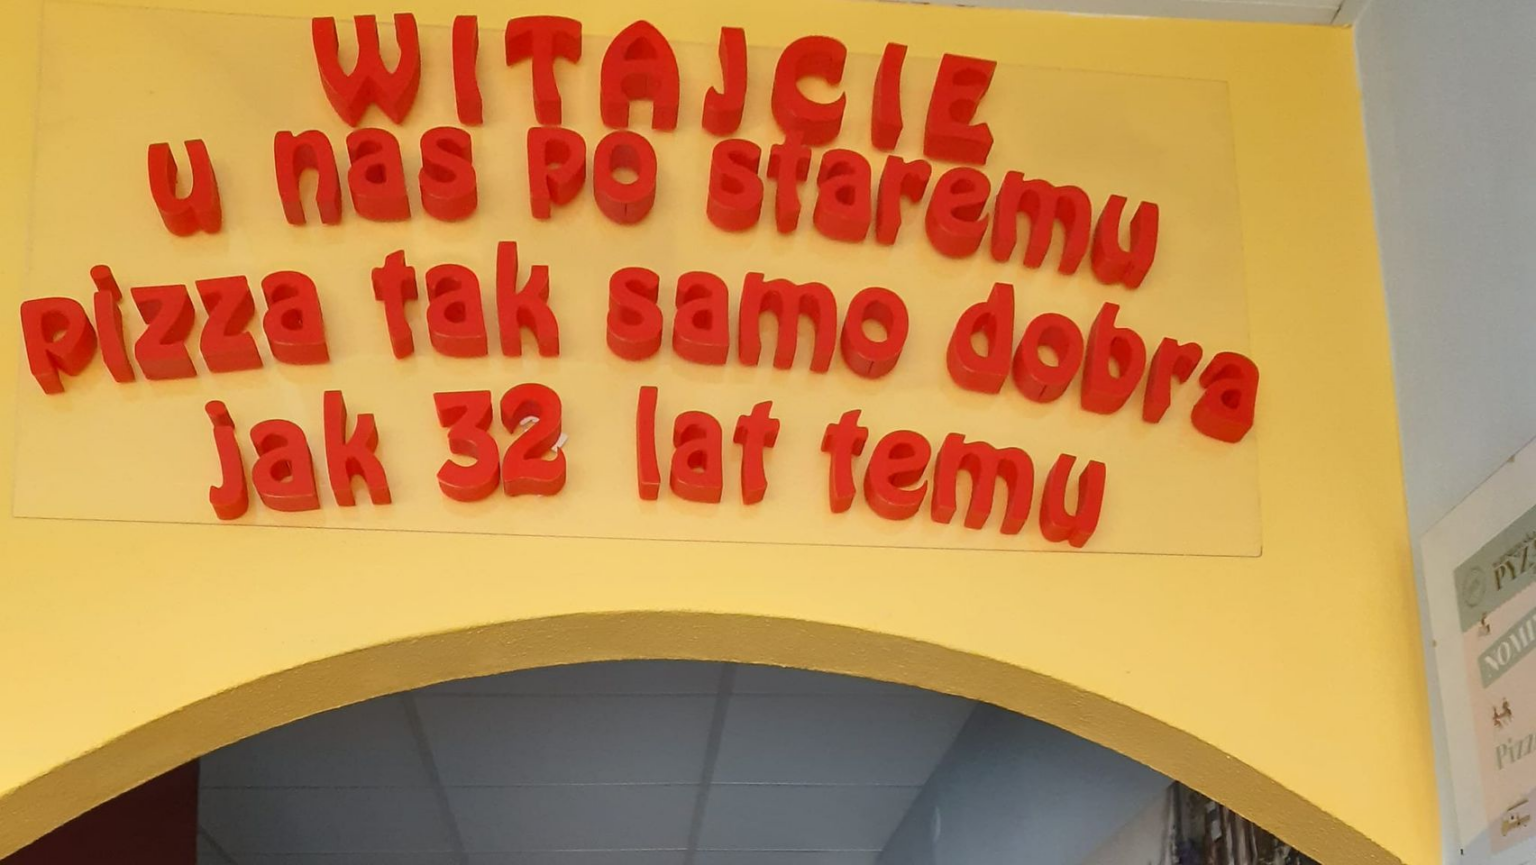 WITAJCIE
u nas po staremu
pizza tak samo dobra
jak 32 lat temu